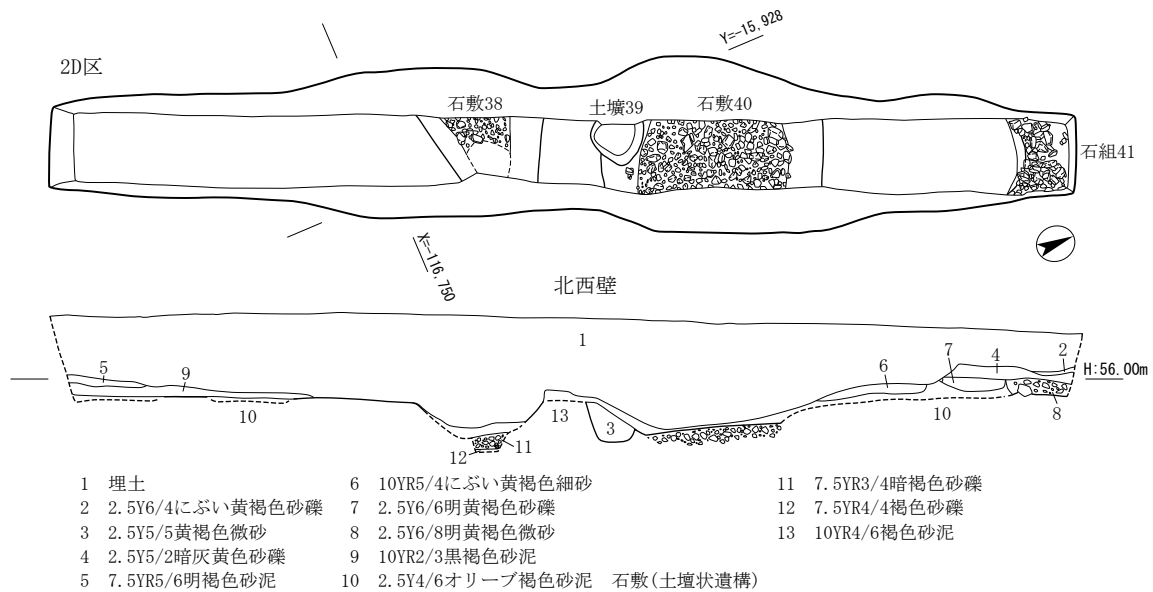 Y=-15,928
2D区
石敷38
土壙39
石敷40
石組41
X=-116,750
北西壁
1
2
3
4
5
6
7
8
9
10
10
11
12
13
H:56.00m
1 埋土
2 2.5Y6/4にぶい黄褐色砂礫
3 2.5Y5/5黄褐色微砂
4 2.5Y5/2暗灰黄色砂礫
5 7.5YR5/6明褐色砂泥
6 10YR5/4にぶい黄褐色細砂
7 2.5Y6/6明黄褐色砂礫
8 2.5Y6/8明黄褐色微砂
9 10YR2/3黒褐色砂泥
10 2.5Y4/6オリーブ褐色砂泥 石敷(土壇状遺構)
11 7.5YR3/4暗褐色砂礫
12 7.5YR4/4褐色砂礫
13 10YR4/6褐色砂泥